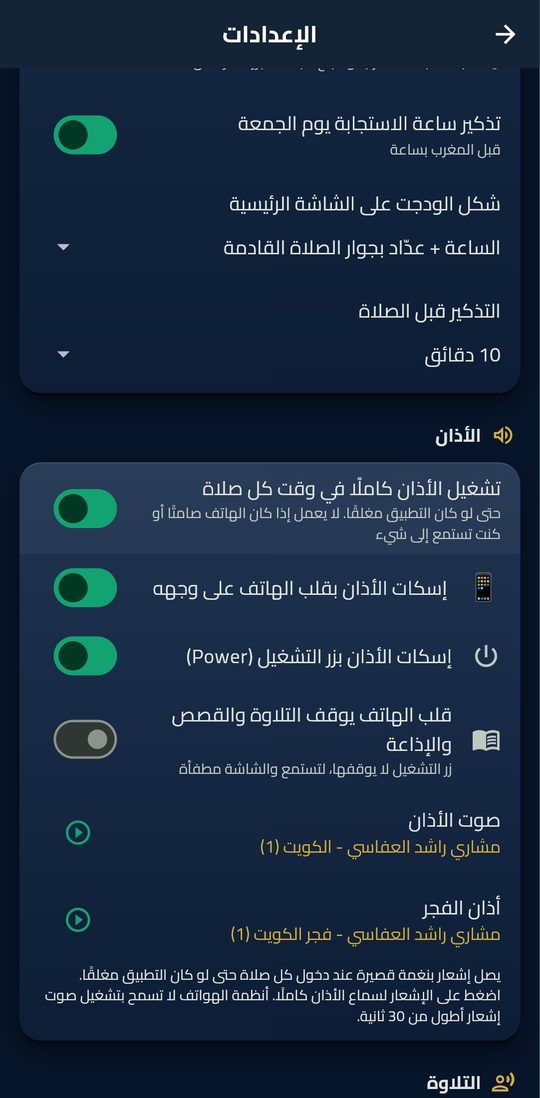 الإعدادات
تذكير ساعة الاستجابة يوم الجمعة
قبل المغرب بساعة
شكل الودجت على الشاشة الرئيسية
الساعة + عدّاد بجوار الصلاة القادمة
التذكير قبل الصلاة
10 دقائق
الأذان
تشغيل الأذان كاملًا في وقت كل صلاة
حتى لو كان التطبيق مغلقًا. لا يعمل إذا كان الهاتف صامتًا أو
كنت تستمع إلى شيء
إسكات الأذان بقلب الهاتف على وجهه
إسكات الأذان بزر التشغيل (Power)
قلب الهاتف يوقف التلاوة والقصص
والإذاعة
زر التشغيل لا يوقفها، لتستمع والشاشة مطفأة
صوت الأذان
مشاري راشد العفاسي - الكويت (1)
أذان الفجر
مشاري راشد العفاسي - فجر الكويت (1)
يصل إشعار بنغمة قصيرة عند دخول كل صلاة حتى لو كان التطبيق مغلقًا.
اضغط على الإشعار لسماع الأذان كاملًا. أنظمة الهواتف لا تسمح بتشغيل صوت
إشعار أطول من 30 ثانية.
التلاوة